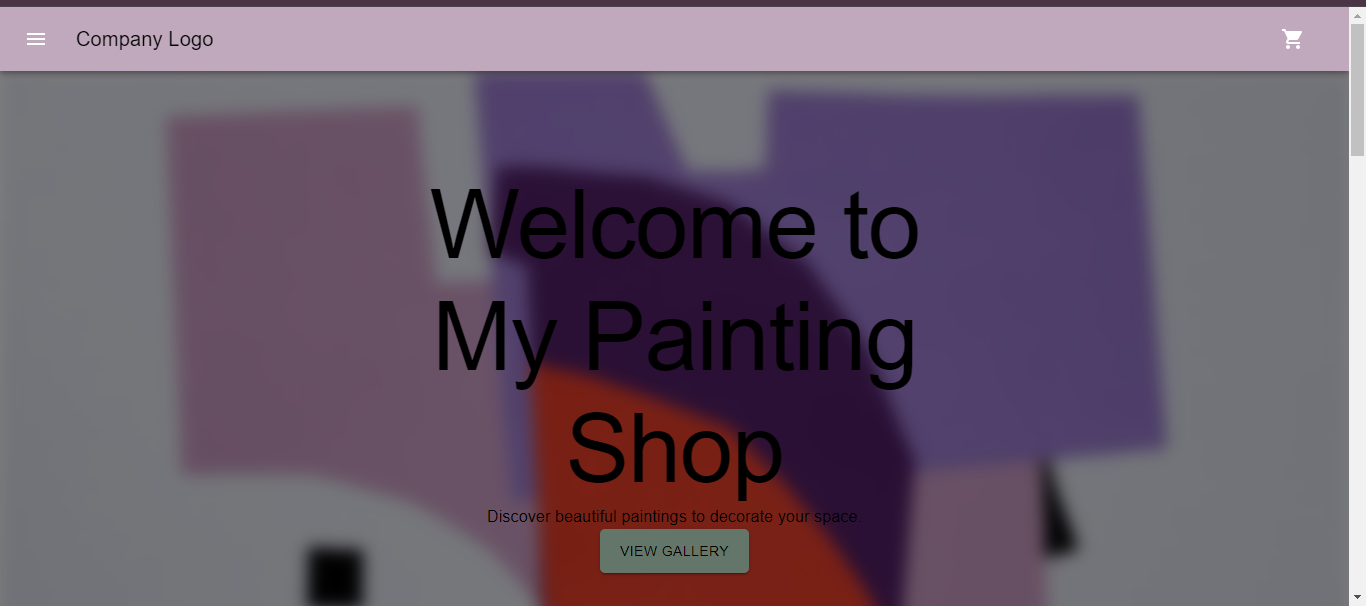 Company Logo
Welcome to
My Painting
Shop
Discover beautiful paintings to decorate your space.
VIEW GALLERY